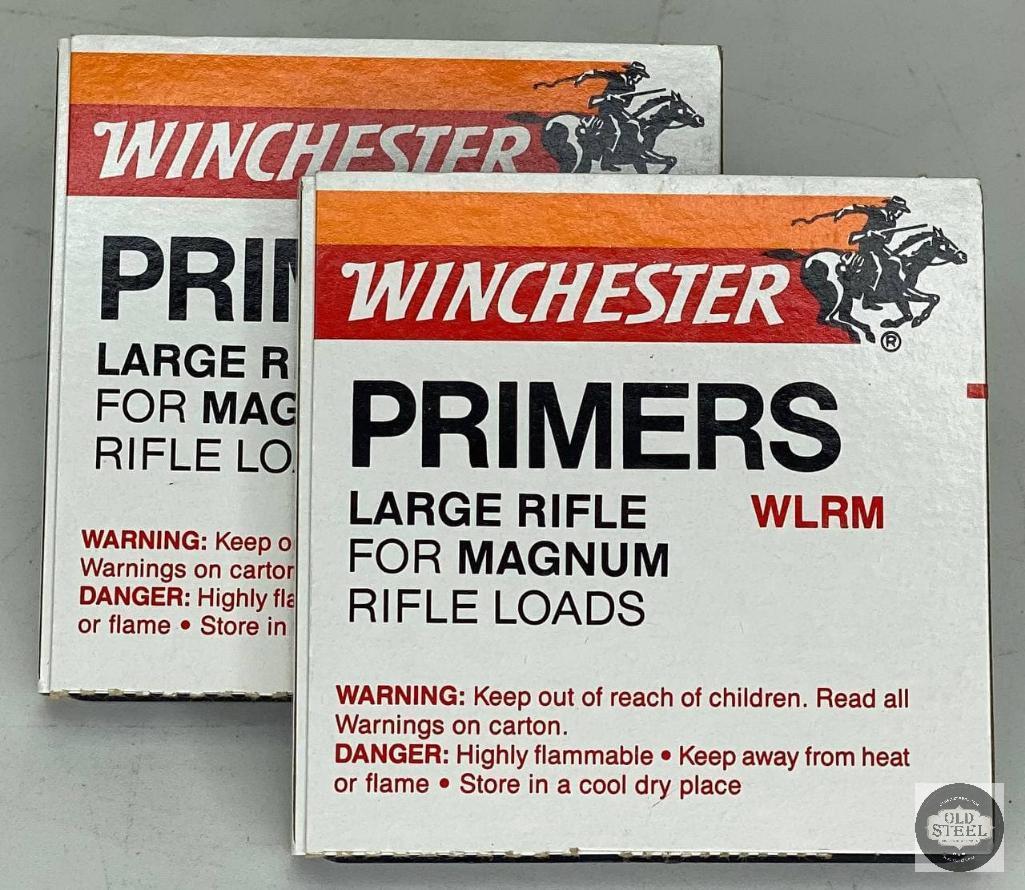 WINCHESTER
PRIM
LARGE R
FOR MAG
RIFLE LO
WARNING: Keep o
Warnings on carton
DANGER: Highly fla
or flame • Store in
WINCHESTER
®
PRIMERS
LARGE RIFLE WLRM
FOR MAGNUM
RIFLE LOADS
WARNING: Keep out of reach of children. Read all
Warnings on carton.
DANGER: Highly flammable • Keep away from heat
or flame • Store in a cool dry place
OLD
STEEL